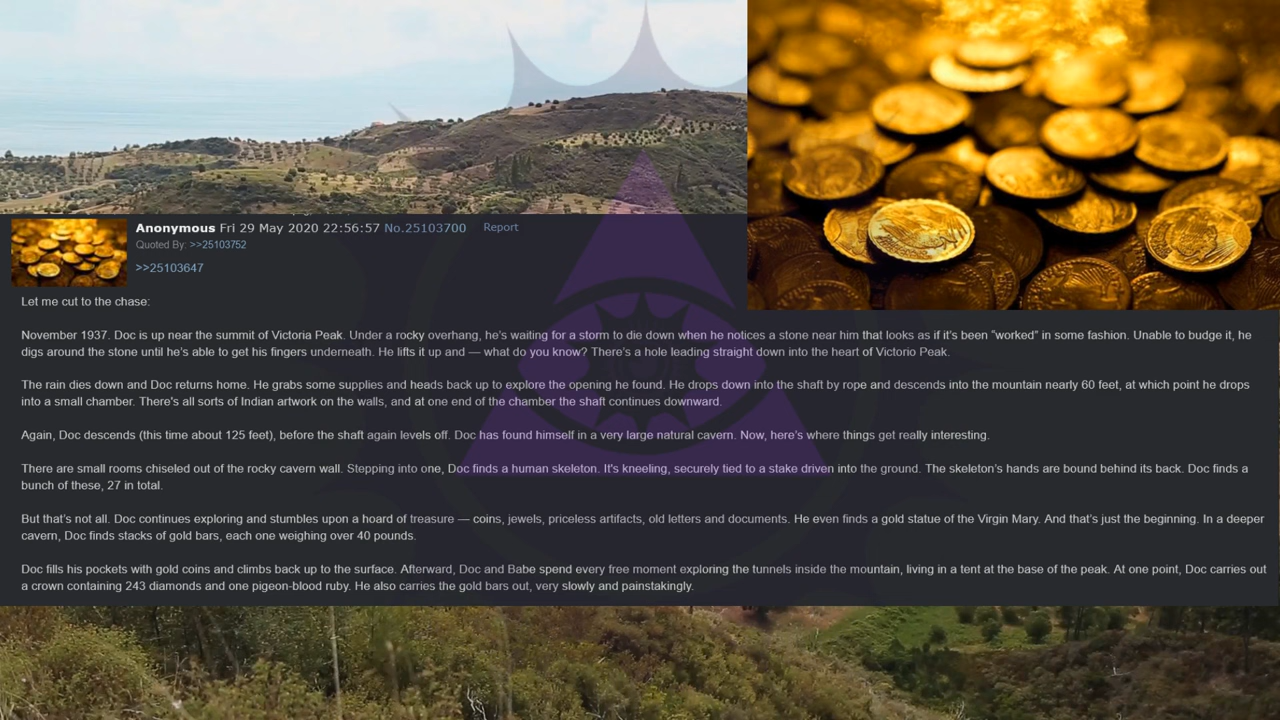 Anonymous Fri 29 May 2020 22:56:57 No.25103700 Report
Quoted By: >>25103752
>>25103647
Let me cut to the chase:
November 1937. Doc is up near the summit of Victoria Peak. Under a rocky overhang, he's waiting for a storm to die down when he notices a stone near him that looks as if it's been “worked” in some fashion. Unable to budge it, he
digs around the stone until he's able to get his fingers underneath. He lifts it up and — what do you know? There's a hole leading straight down into the heart of Victorio Peak.
The rain dies down and Doc returns home. He grabs some supplies and heads back up to explore the opening he found. He drops down into the shaft by rope and descends into the mountain nearly 60 feet, at which point he drops
into a small chamber. There's all sorts of Indian artwork on the walls, and at one end of the chamber the shaft continues downward.
Again, Doc descends (this time about 125 feet), before the shaft again levels off. Doc has found himself in a very large natural cavern. Now, here's where things get really interesting.
There are small rooms chiseled out of the rocky cavern wall. Stepping into one, Doc finds a human skeleton. It's kneeling, securely tied to a stake driven into the ground. The skeleton's hands are bound behind its back. Doc finds a
bunch of these, 27 in total.
But that's not all. Doc continues exploring and stumbles upon a hoard of treasure — coins, jewels, priceless artifacts, old letters and documents. He even finds a gold statue of the Virgin Mary. And that's just the beginning. In a deeper
cavern, Doc finds stacks of gold bars, each one weighing over 40 pounds.
Doc fills his pockets with gold coins and climbs back up to the surface. Afterward, Doc and Babe spend every free moment exploring the tunnels inside the mountain, living in a tent at the base of the peak. At one point, Doc carries out
a crown containing 243 diamonds and one pigeon-blood ruby. He also carries the gold bars out, very slowly and painstakingly.